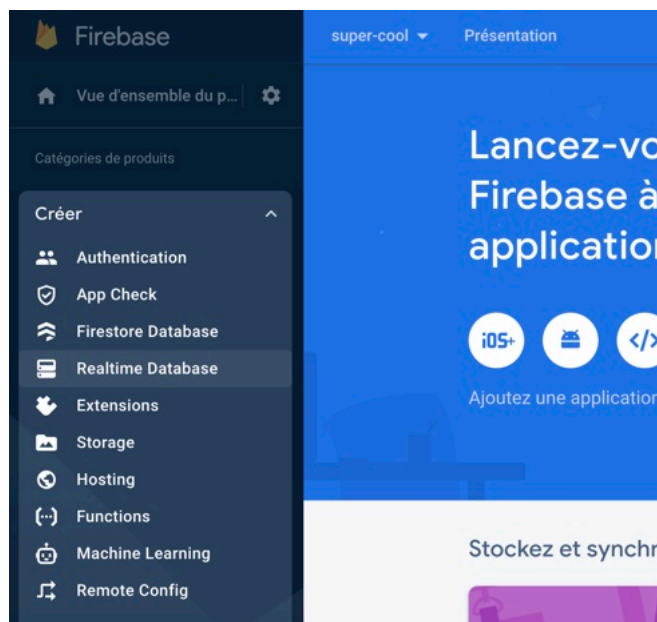 Firebase
super-cool
Présentation
Vue d'ensemble du p...
Catégories de produits
Créer
Authentication
App Check
Firestore Database
Realtime Database
Extensions
Storage
Hosting
Functions
Machine Learning
Remote Config
Lancez-vo
Firebase à
application
iOS+
</>
Ajoutez une application
Stockez et synchr